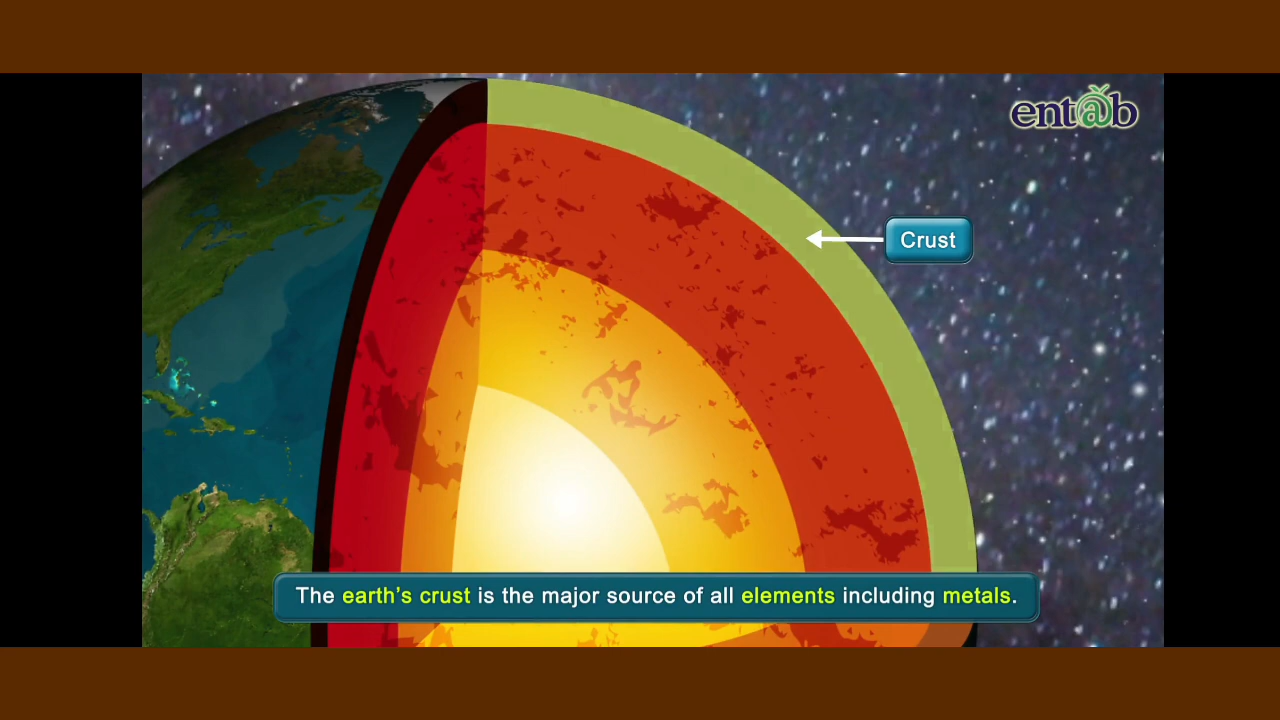 entab
Crust
The earth’s crust is the major source of all elements including metals.